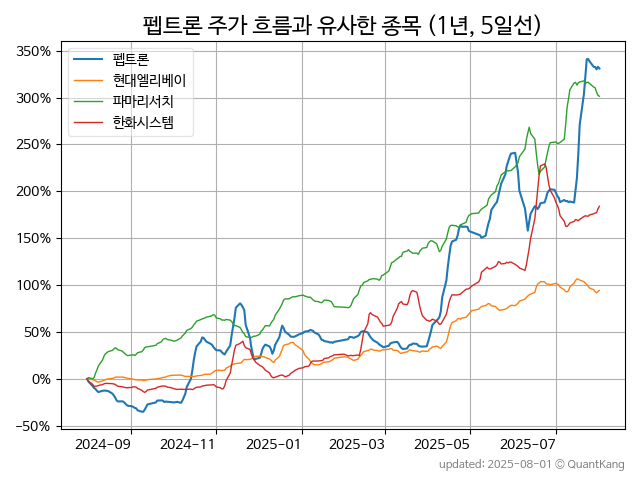 펩트론 주가 흐름과 유사한 종목 (1년, 5일선)
350%
300%
250%
200%
150%
100%
50%
0%
−50%
펩트론
현대엘리베이
파마리서치
한화시스템
2024-09
2024-11
2025-01
2025-03
2025-05
2025-07
updated: 2025-08-01 © QuantKang